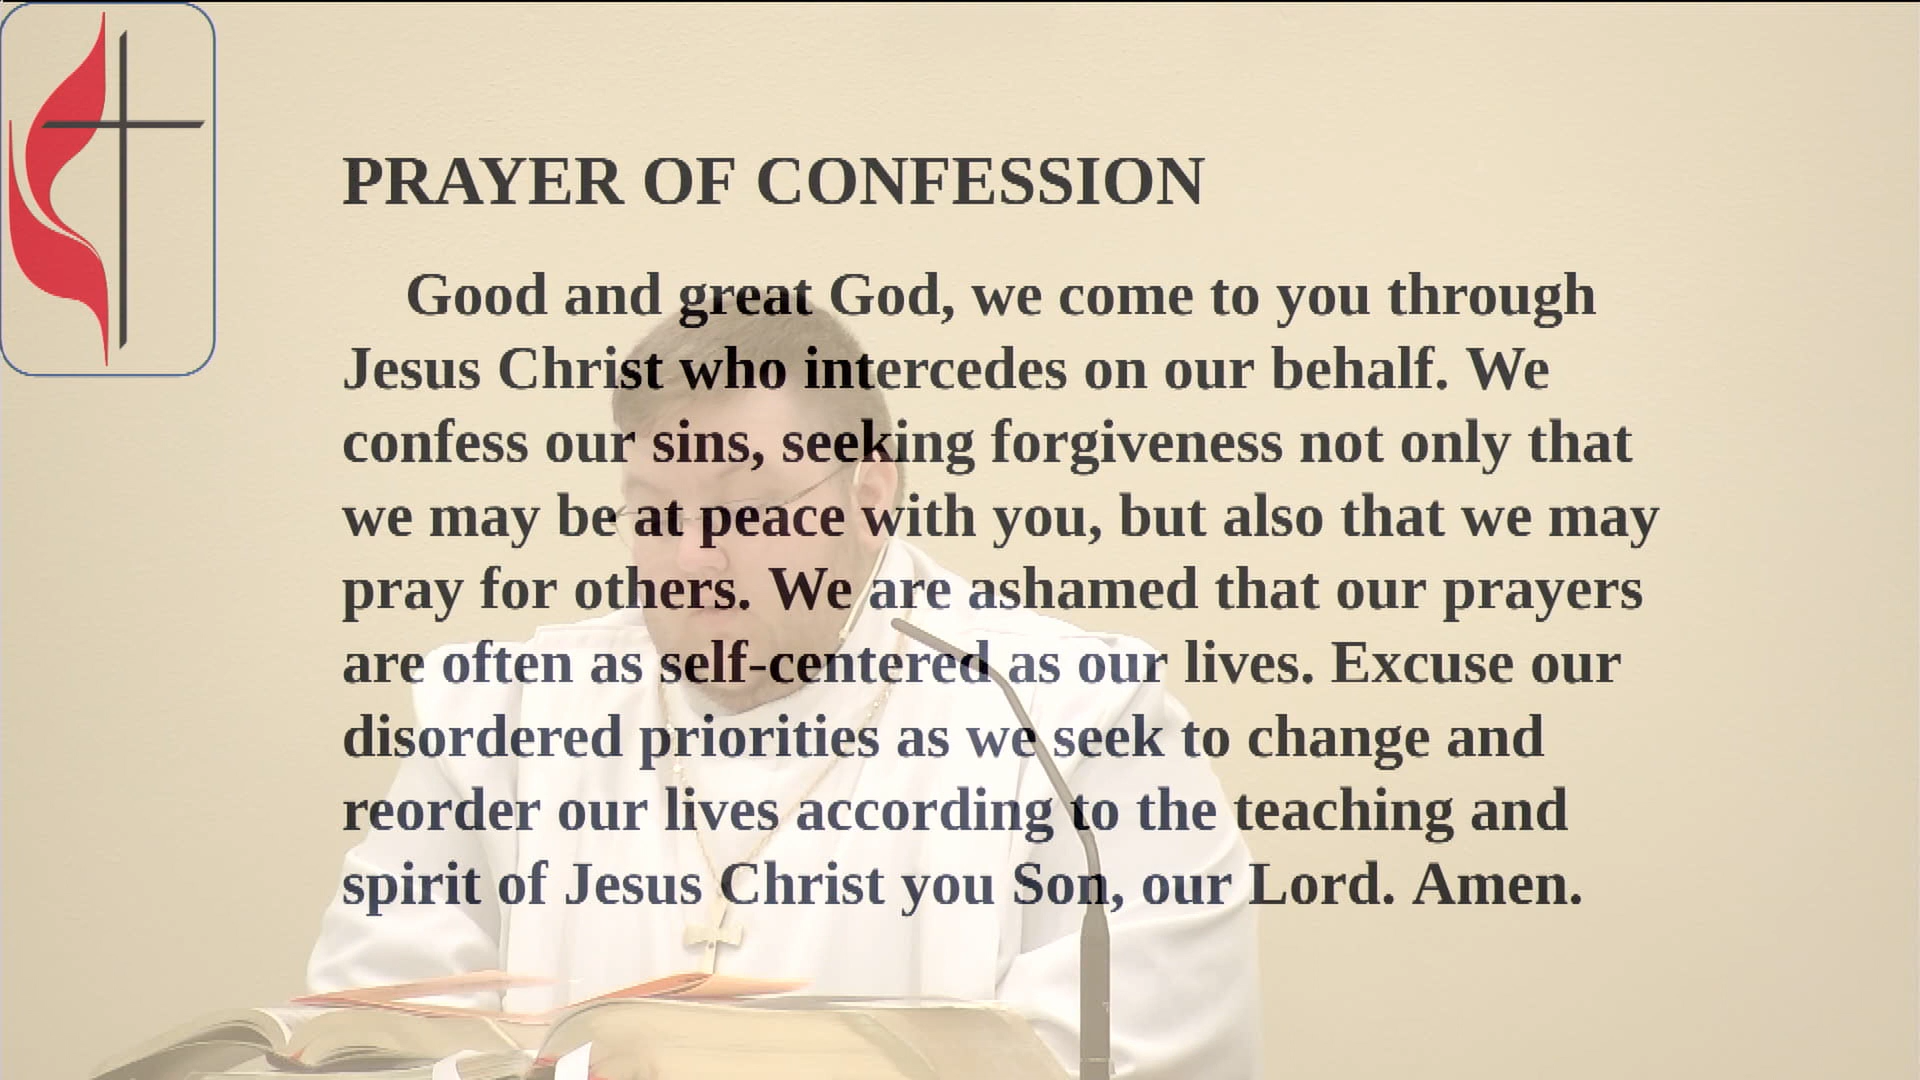 PRAYER OF CONFESSION
Good and great God, we come to you through
Jesus Christ who intercedes on our behalf. We
confess our sins, seeking forgiveness not only that
we may be at peace with you, but also that we may
pray for others. We are ashamed that our prayers
are often as self-centered as our lives. Excuse our
disordered priorities as we seek to change and
reorder our lives according to the teaching and
spirit of Jesus Christ you Son, our Lord. Amen.